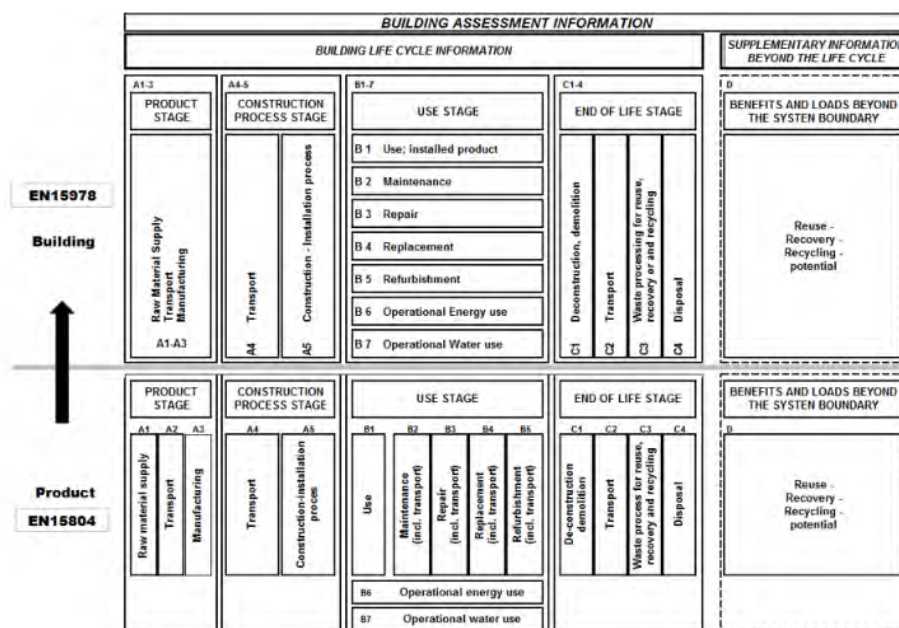 BUILDING ASSESSMENT INFORMATION
BUILDING LIFE CYCLE INFORMATION
SUPPLEMENTARY INFORMATION
BEYOND THE LIFE CYCLE
A1-3
A4-5
B1-7
C1-4
D
PRODUCT
STAGE
CONSTRUCTION
PROCESS STAGE
USE STAGE
END OF LIFE STAGE
BENEFITS AND LOADS BEYOND
THE SYSTEN BOUNDARY
EN15978
Building
Raw Material Supply
Transport
Manufacturing
A1-A3
A4 Transport
A5 Construction - Installation process
B 1 Use; installed product
B 2 Maintenance
B 3 Repair
B 4 Replacement
B 5 Refurbishment
B 6 Operational Energy use
B 7 Operational Water use
C1 Deconstruction, demolition
C2 Transport
C3 Waste processing for reuse,
recovery or and recycling
C4 Disposal
Reuse -
Recovery -
Recycling -
potential
Product
EN15804
PRODUCT
STAGE
CONSTRUCTION
PROCESS STAGE
USE STAGE
END OF LIFE STAGE
BENEFITS AND LOADS BEYOND
THE SYSTEN BOUNDARY
A1
Raw material supply
A2
Transport
A3
Manufacturing
A4
Transport
A5
Construction-installation
proces
B1
Use
B2
Maintenance
(incl. transport)
B3
Repair
(incl. transport)
B4
Replacement
(incl. transport)
B5
Refurbishment
(incl. transport)
B6 Operational energy use
B7 Operational water use
C1
De-construction
demolition
C2
Transport
C3
Waste proces for reuse,
recovery and recycling
C4
Disposal
D
Reuse -
Recovery -
Recycling -
potential